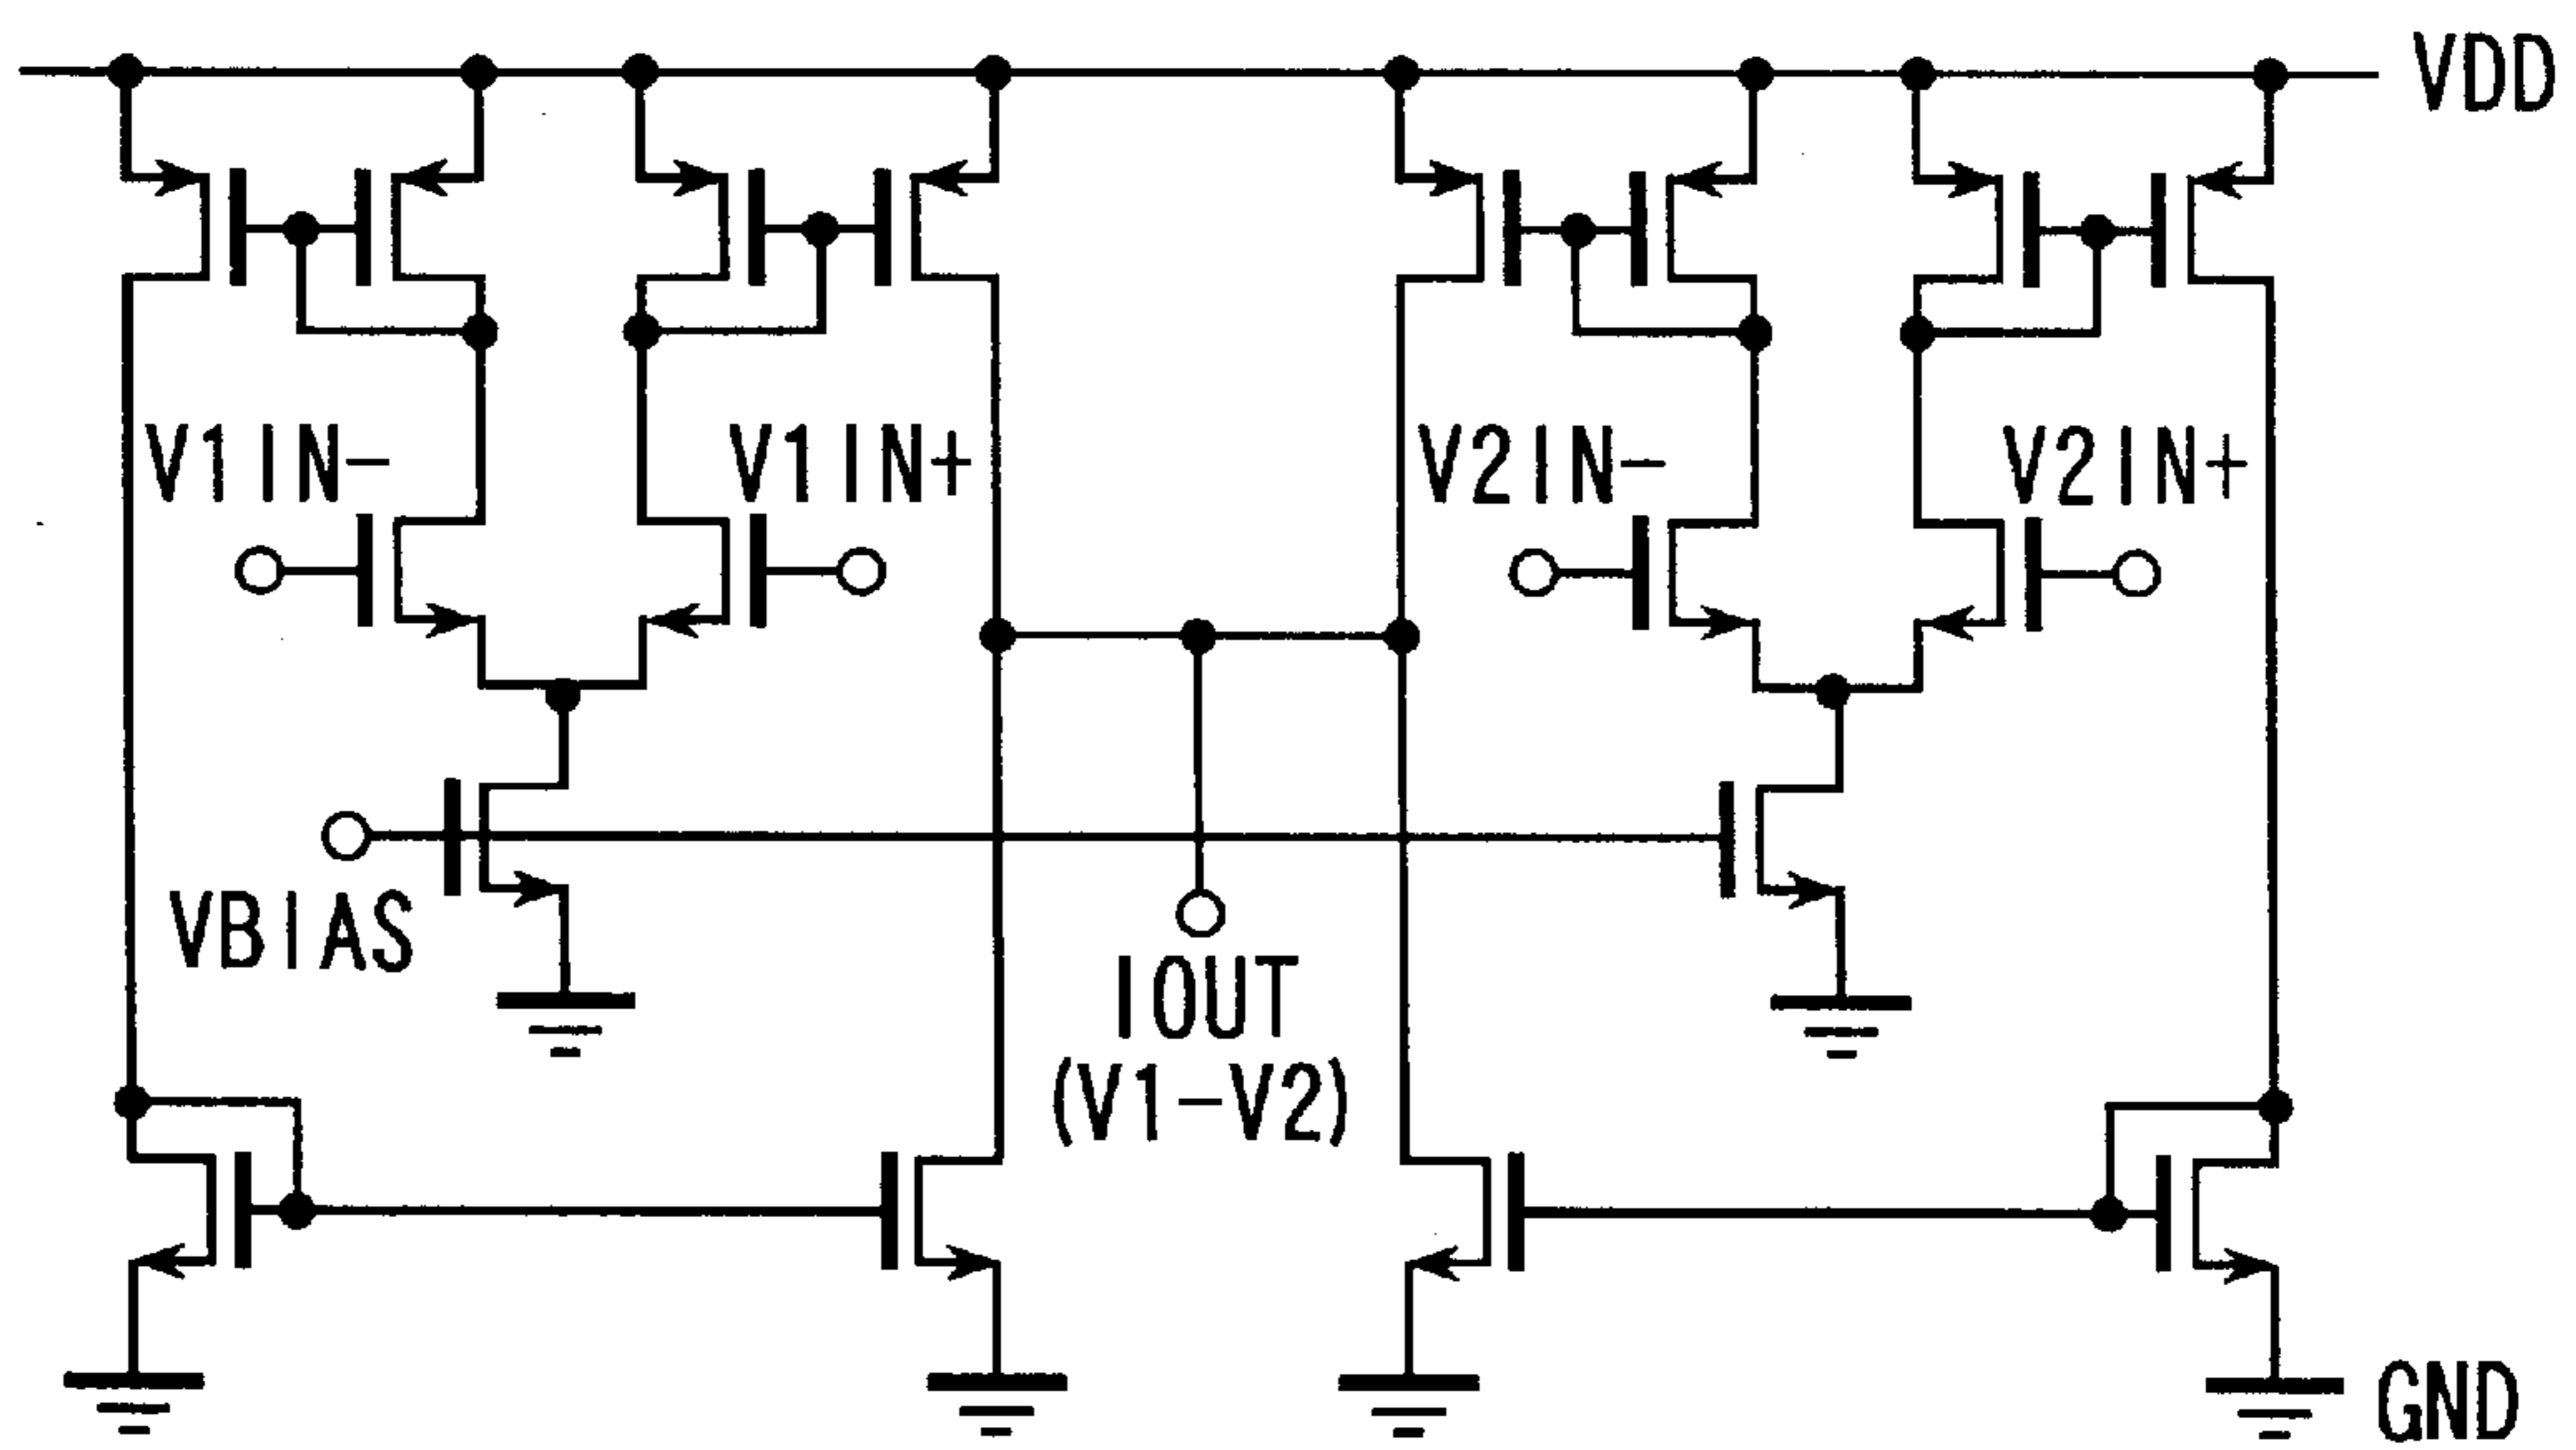 VDD
V1IN-
V1IN+
V2IN-
V2IN+
VBIAS
IOUT
(V1-V2)
GND